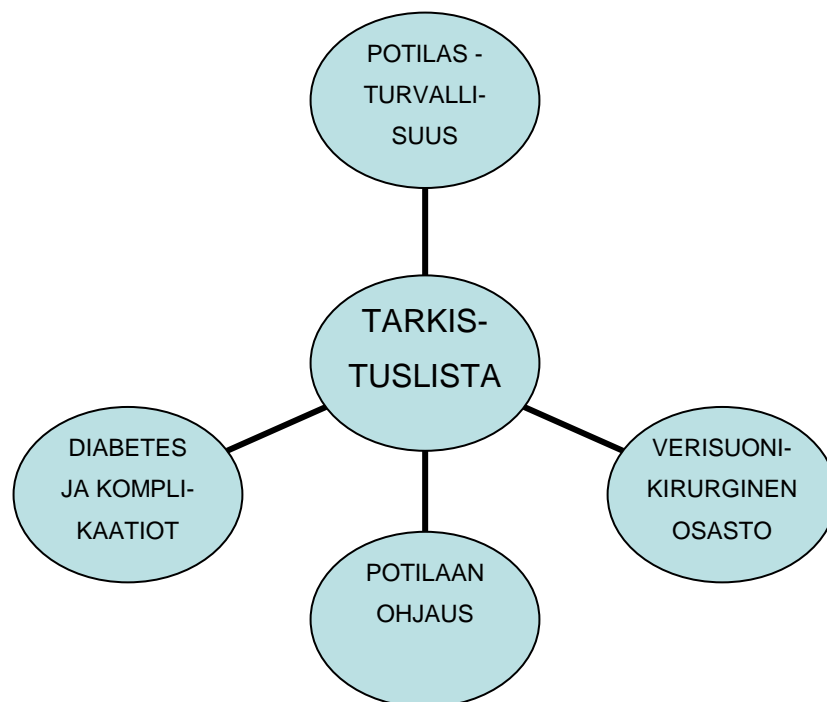 POTILAS -
TURVALLI-
SUUS
TARKIS-
TUSLISTA
DIABETES
JA KOMPLI-
KAATIOT
VERISUONI-
KIRURGINEN
OSASTO
POTILAAN
OHJAUS